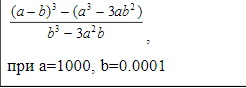 (a − b)³ − (a³ − 3ab²)
b³ − 3a²b ,
при a=1000, b=0.0001